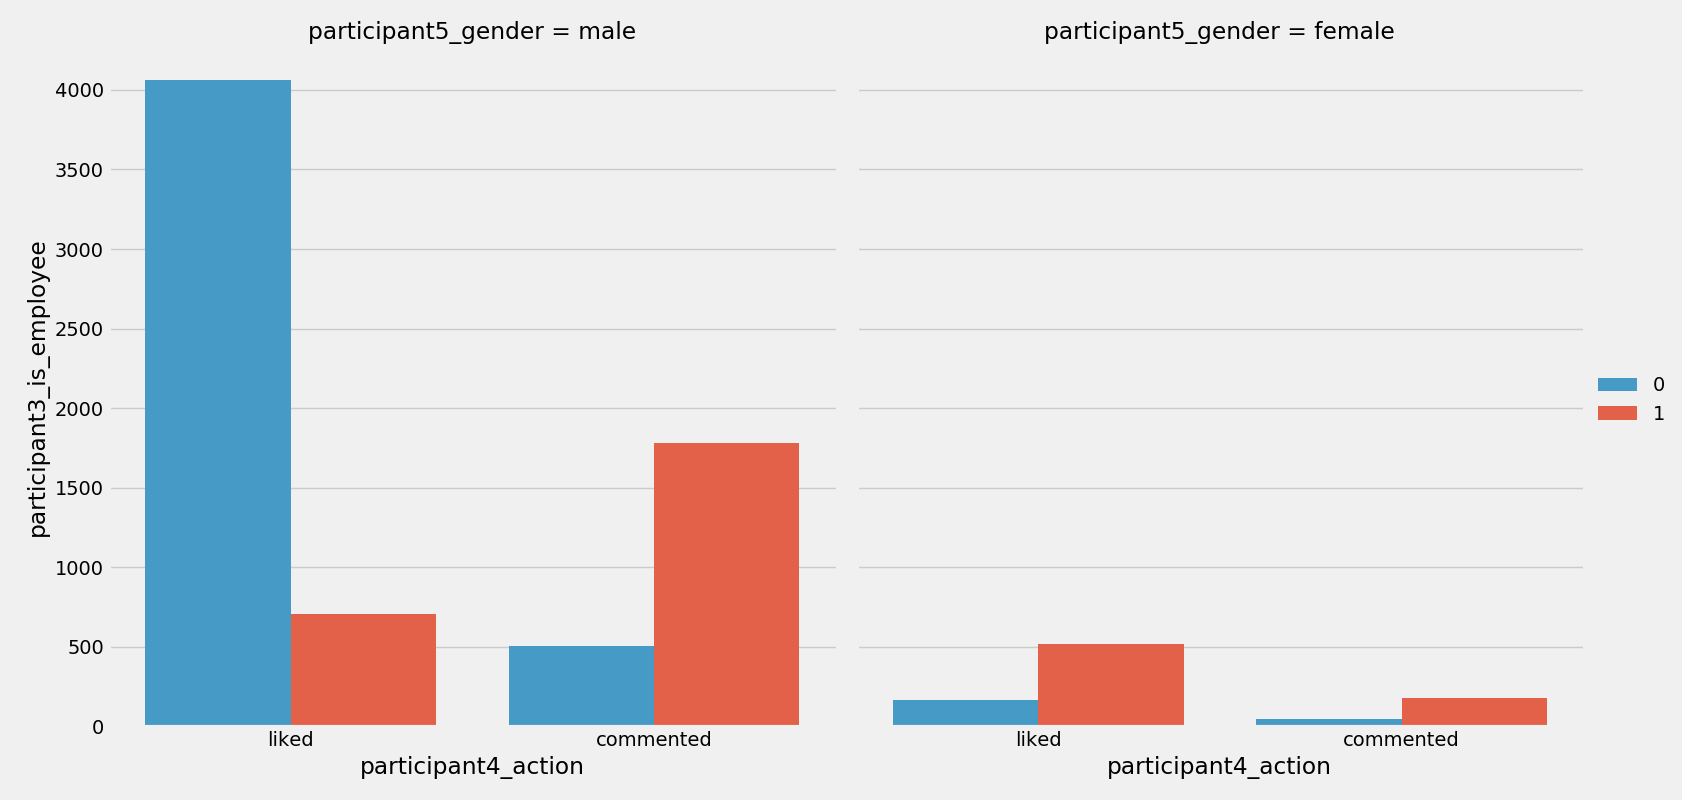 participant5_gender = male
participant5_gender = female
participant3_is_employee
4000
3500
3000
2500
2000
1500
1000
500
0
liked
commented
liked
commented
participant4_action
participant4_action
0
1